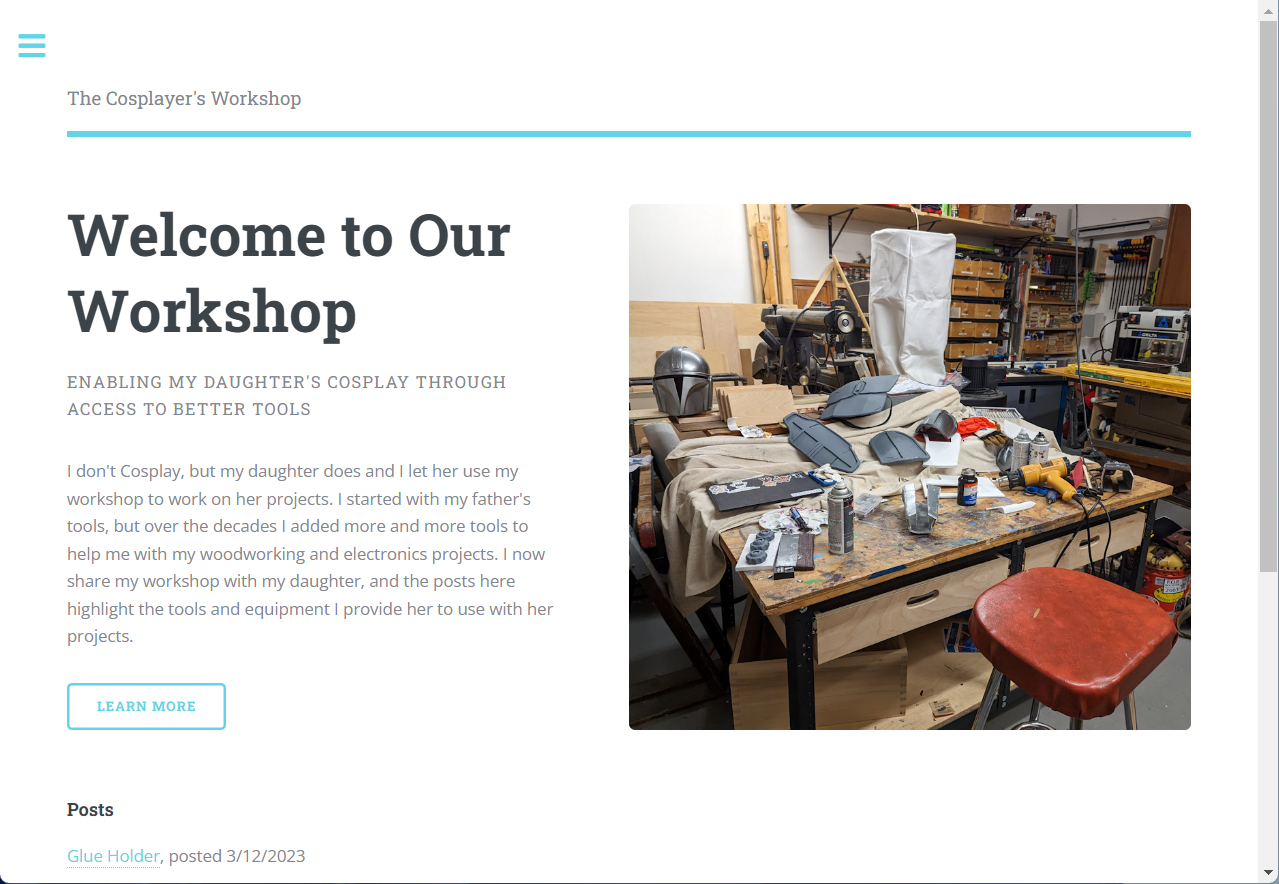 The Cosplayer's Workshop
Welcome to Our
Workshop
ENABLING MY DAUGHTER'S COSPLAY THROUGH
ACCESS TO BETTER TOOLS
I don't Cosplay, but my daughter does and I let her use my
workshop to work on her projects. I started with my father's
tools, but over the decades I added more and more tools to
help me with my woodworking and electronics projects. I now
share my workshop with my daughter, and the posts here
highlight the tools and equipment I provide her to use with her
projects.
LEARN MORE
Posts
Glue Holder, posted 3/12/2023